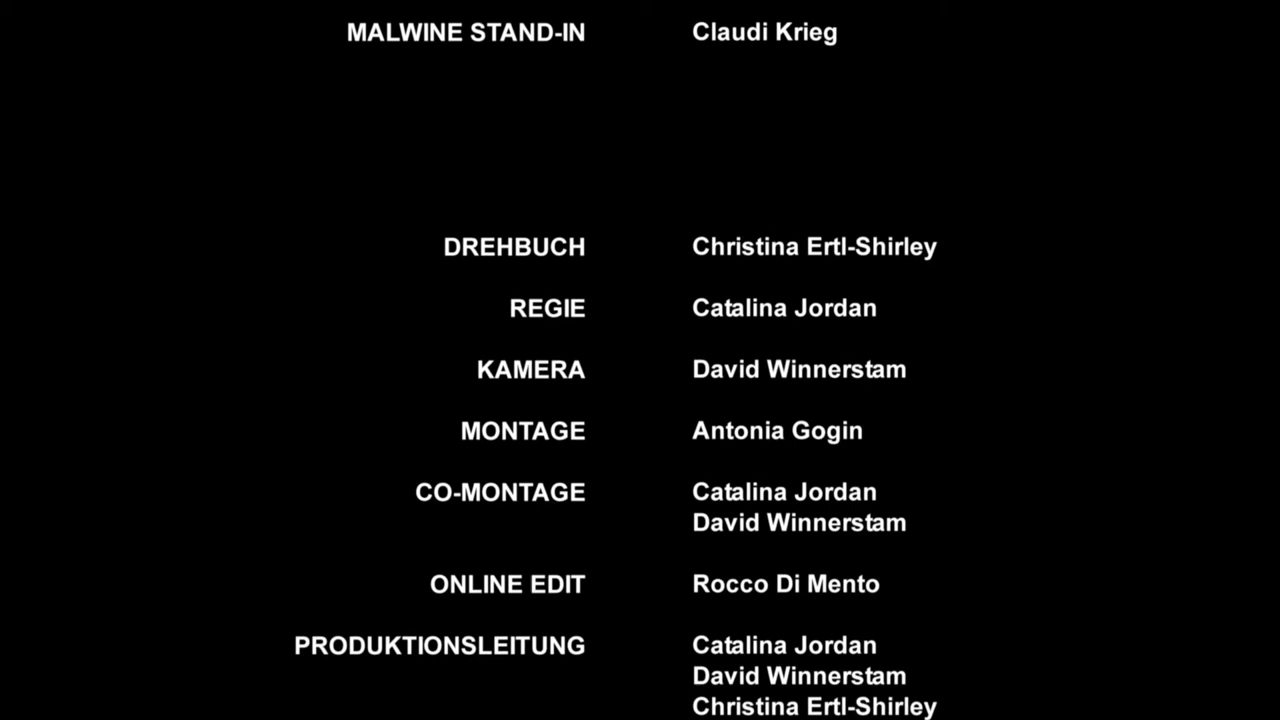 MALWINE STAND-IN Claudi Krieg
DREHBUCH Christina Ertl-Shirley
REGIE Catalina Jordan
KAMERA David Winnerstam
MONTAGE Antonia Gogin
CO-MONTAGE Catalina Jordan
David Winnerstam
ONLINE EDIT Rocco Di Mento
PRODUKTIONSLEITUNG Catalina Jordan
David Winnerstam
Christina Ertl-Shirley